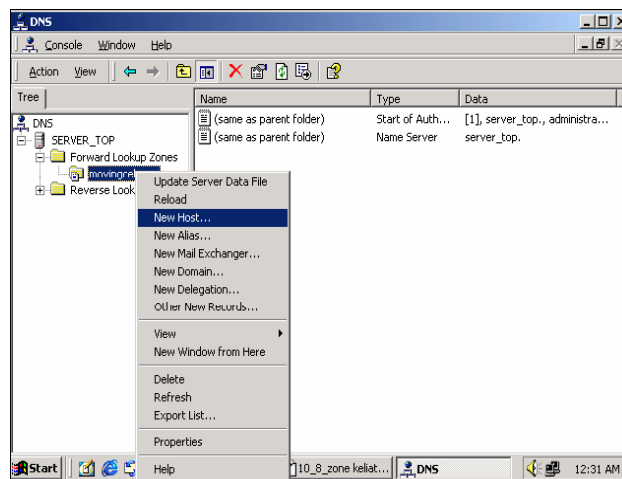 DNS
Console Window Help
Action View
Tree
Name Type Data
DNS
SERVER_TOP
Forward Lookup Zones
Reverse Look
(same as parent folder) Start of Auth... [1], server_top., administra...
(same as parent folder) Name Server server_top.
Update Server Data File
Reload
New Host...
New Alias...
New Mail Exchanger...
New Domain...
New Delegation...
Other New Records...
View
New Window from Here
Delete
Refresh
Export List...
Properties
Help
Start
10_8_zone keliat...
DNS
12:31 AM